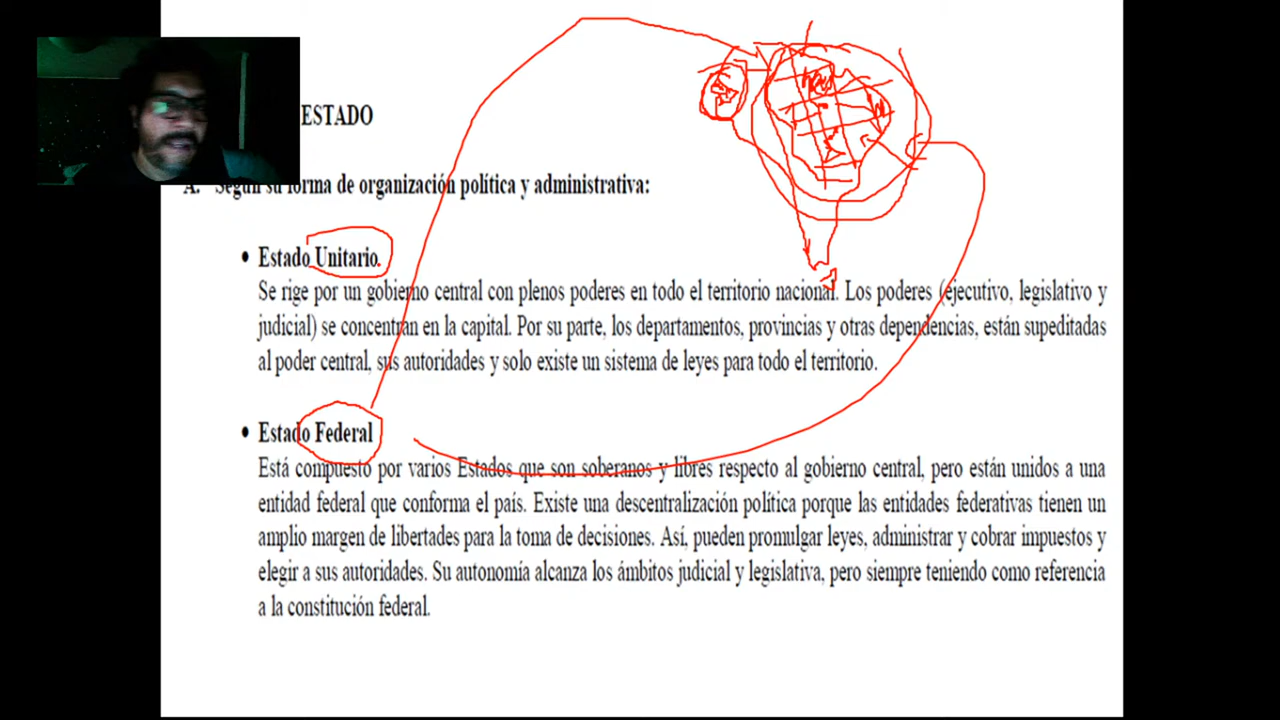 ESTADO
A. Según su forma de organización política y administrativa:
• Estado Unitario.
Se rige por un gobierno central con plenos poderes en todo el territorio nacional. Los poderes (ejecutivo, legislativo y
judicial) se concentran en la capital. Por su parte, los departamentos, provincias y otras dependencias, están supeditadas
al poder central, sus autoridades y solo existe un sistema de leyes para todo el territorio.
• Estado Federal
Está compuesto por varios Estados que son soberanos y libres respecto al gobierno central, pero están unidos a una
entidad federal que conforma el país. Existe una descentralización política porque las entidades federativas tienen un
amplio margen de libertades para la toma de decisiones. Así, pueden promulgar leyes, administrar y cobrar impuestos y
elegir a sus autoridades. Su autonomía alcanza los ámbitos judicial y legislativa, pero siempre teniendo como referencia
a la constitución federal.